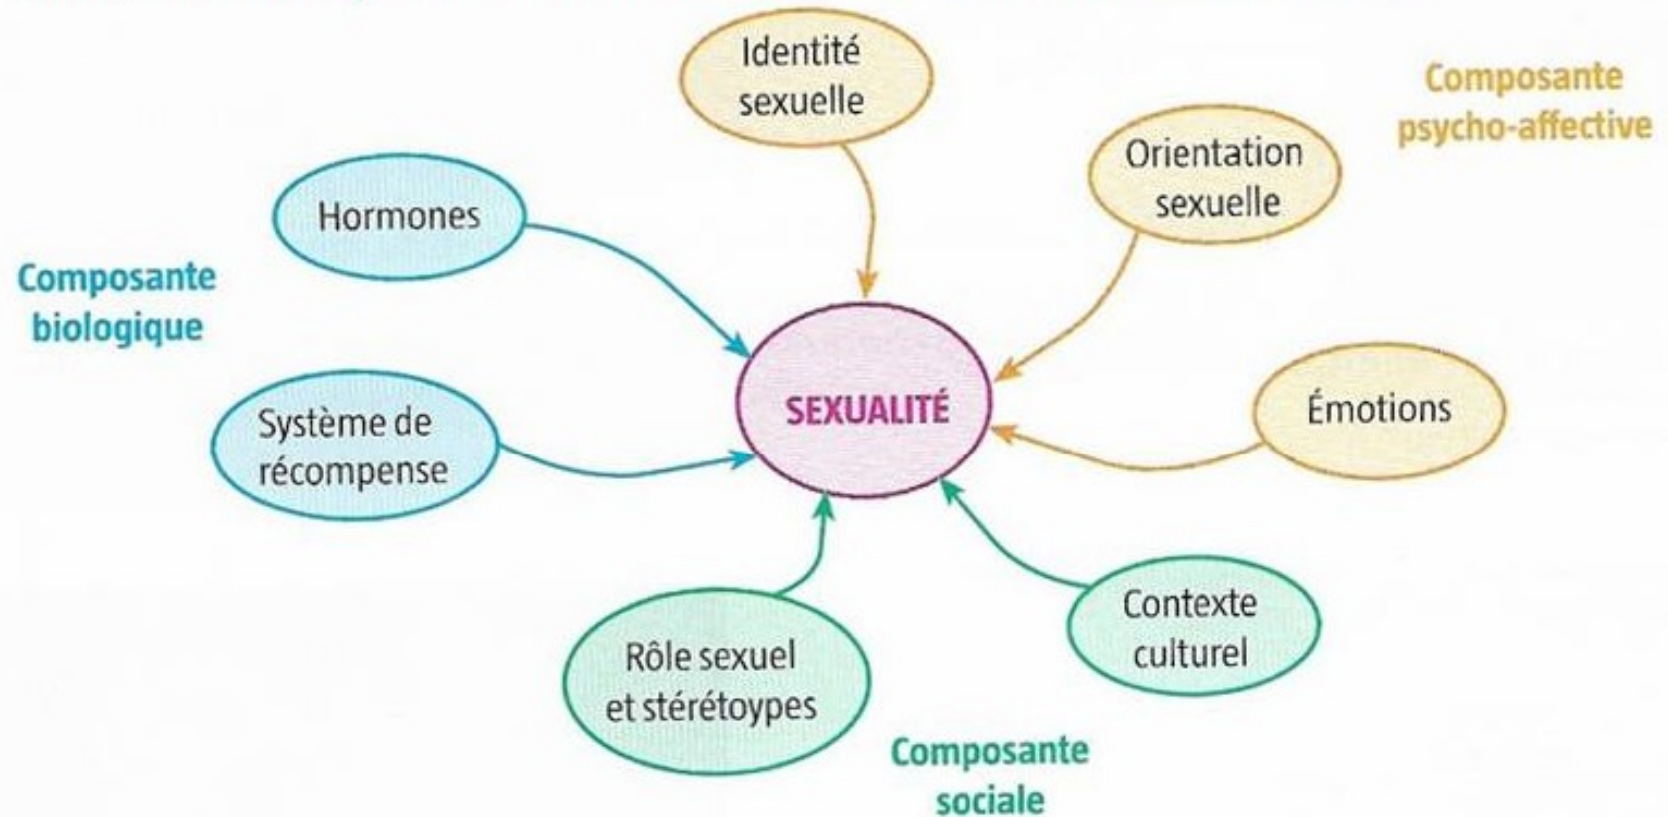 Identité
sexuelle
Composante
psycho-affective
Orientation
sexuelle
Hormones
Composante
biologique
SEXUALITÉ
Émotions
Système de
récompense
Contexte
culturel
Rôle sexuel
et stérétoypes
Composante
sociale